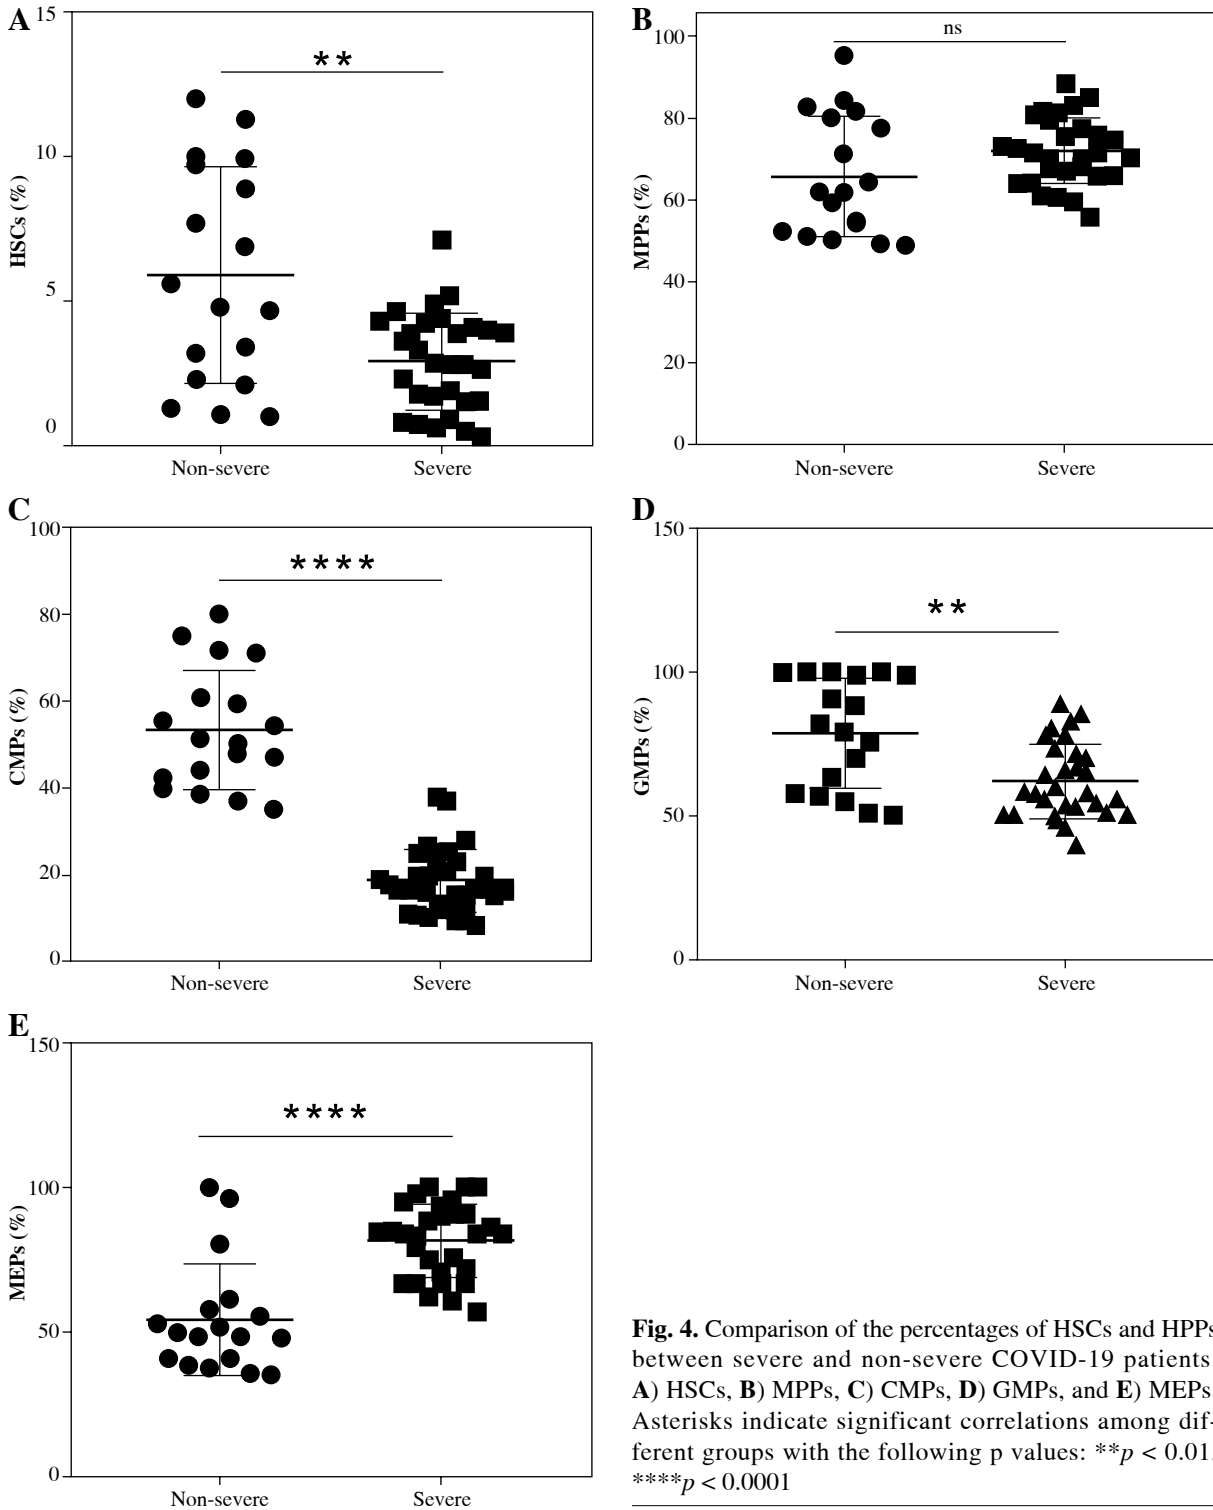 A
15
10
5
0
HSCs (%)
**
Non-severe
Severe
B
100
80
60
40
20
0
MPPs (%)
ns
Non-severe
Severe
C
100
80
60
40
20
0
CMPs (%)
****
Non-severe
Severe
D
150
100
50
0
GMPs (%)
**
Non-severe
Severe
E
150
100
50
0
MEPs (%)
****
Non-severe
Severe
Fig. 4. Comparison of the percentages of HSCs and HPPs
between severe and non-severe COVID-19 patients
A) HSCs, B) MPPs, C) CMPs, D) GMPs, and E) MEPs
Asterisks indicate significant correlations among dif-
ferent groups with the following p values: **p < 0.01,
****p < 0.0001